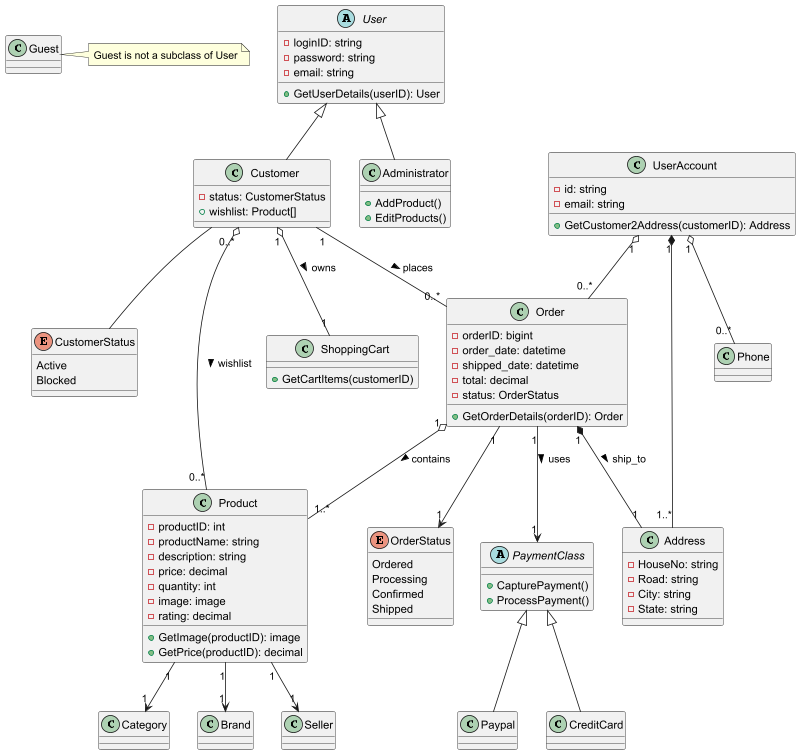 A User
loginID: string
password: string
email: string
GetUserDetails(userID): User
C Guest
Guest is not a subclass of User
C Customer
status: CustomerStatus
wishlist: Product[]
C Administrator
AddProduct()
EditProducts()
C UserAccount
id: string
email: string
GetCustomer2Address(customerID): Address
0..*
1
1
1
1
1
owns
places
wishlist
0..*
1
0..*
0..*
E CustomerStatus
Active
Blocked
C ShoppingCart
GetCartItems(customerID)
C Order
orderID: bigint
order_date: datetime
shipped_date: datetime
total: decimal
status: OrderStatus
GetOrderDetails(orderID): Order
C Phone
1
1
1
1
contains
uses
ship_to
0..*
1..*
1
1
1
1..*
C Product
productID: int
productName: string
description: string
price: decimal
quantity: int
image: image
rating: decimal
GetImage(productID): image
GetPrice(productID): decimal
E OrderStatus
Ordered
Processing
Confirmed
Shipped
A PaymentClass
CapturePayment()
ProcessPayment()
C Address
HouseNo: string
Road: string
City: string
State: string
1
1
1
1
1
1
C Category
C Brand
C Seller
C Paypal
C CreditCard